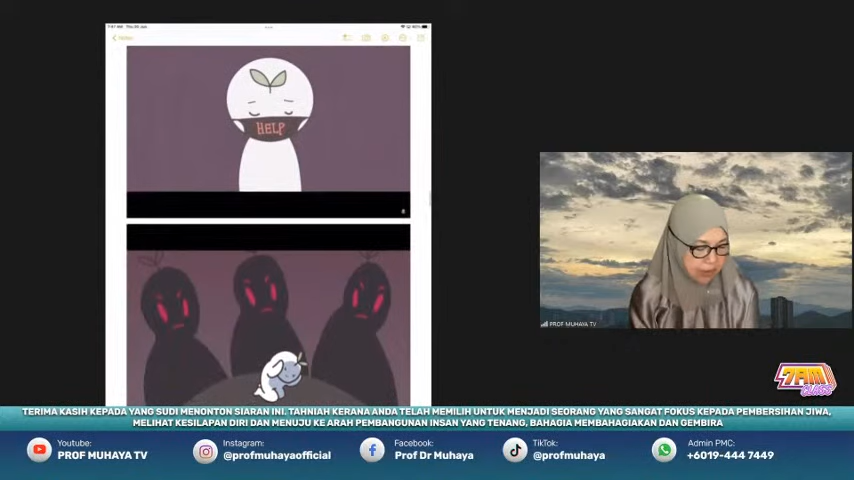 Notes
HELP
PROF MUHAYA TV
7AM
CLASS
TERIMA KASIH KEPADA YANG SUDI MENONTON SIARAN INI. TAHNIAH KERANA ANDA TELAH MEMILIH UNTUK MENJADI SEORANG YANG SANGAT FOKUS KEPADA PEMBERSIHAN JIWA,
MELIHAT KESILAPAN DIRI DAN MENUJU KE ARAH PEMBANGUNAN INSAN YANG TENANG, BAHAGIA MEMBAHAGIAKAN DAN GEMBIRA
Youtube:
PROF MUHAYA TV
Instagram:
@profmuhayaofficial
Facebook:
Prof Dr Muhaya
TikTok:
@profmuhaya
Admin PMC:
+6019-444 7449